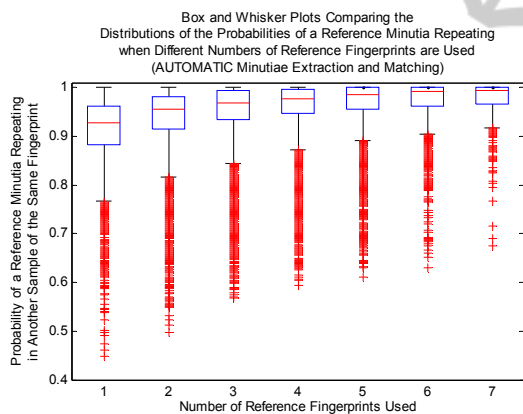 Box and Whisker Plots Comparing the
Distributions of the Probabilities of a Reference Minutia Repeating
when Different Numbers of Reference Fingerprints are Used
(AUTOMATIC Minutiae Extraction and Matching)
Probability of a Reference Minutia Repeating
in Another Sample of the Same Fingerprint
1
0.9
0.8
0.7
0.6
0.5
0.4
1 2 3 4 5 6 7
Number of Reference Fingerprints Used